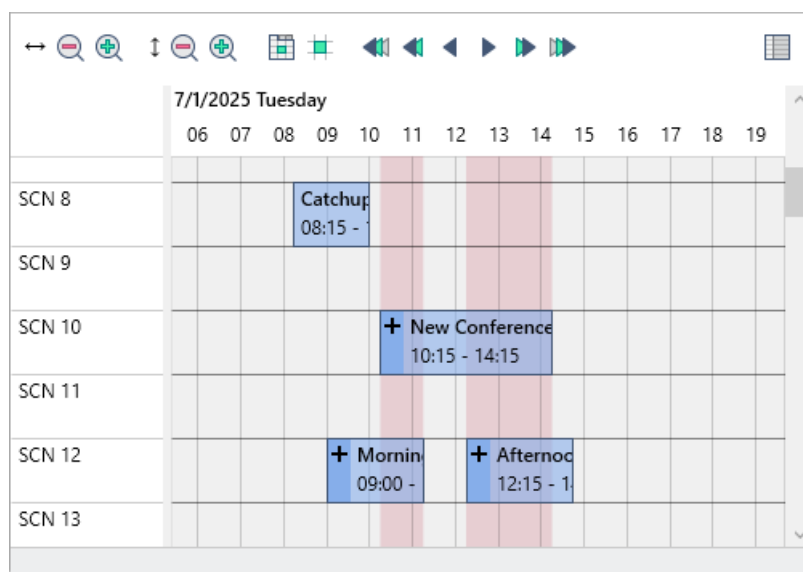 7/1/2025 Tuesday
06 07 08 09 10 11 12 13 14 15 16 17 18 19
SCN 8
Catchup
08:15 -
SCN 9
SCN 10
New Conference
10:15 - 14:15
SCN 11
SCN 12
Morning
09:00 -
Afternoo
12:15 - 1
SCN 13